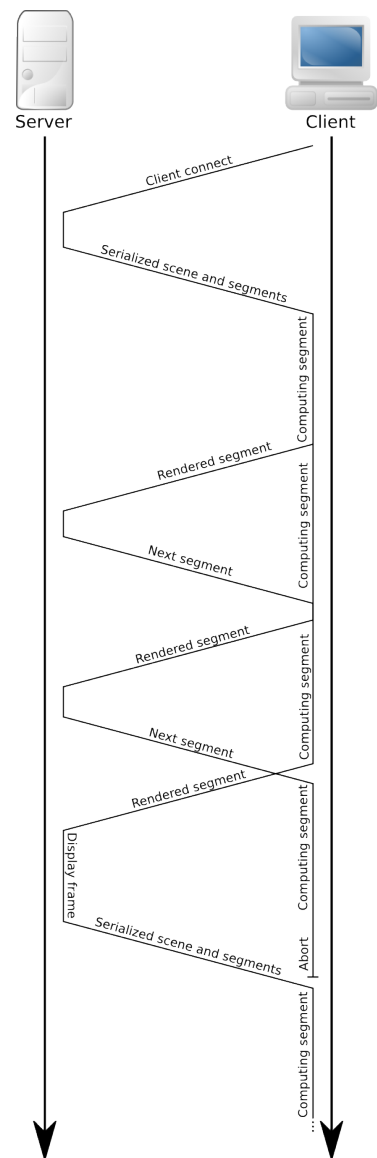 Server
Client
Client connect
Serialized scene and segments
Computing segment
Rendered segment
Computing segment
Next segment
Rendered segment
Computing segment
Next segment
Rendered segment
Computing segment
Display frame
Serialized scene and segments
Abort
Computing segment
...